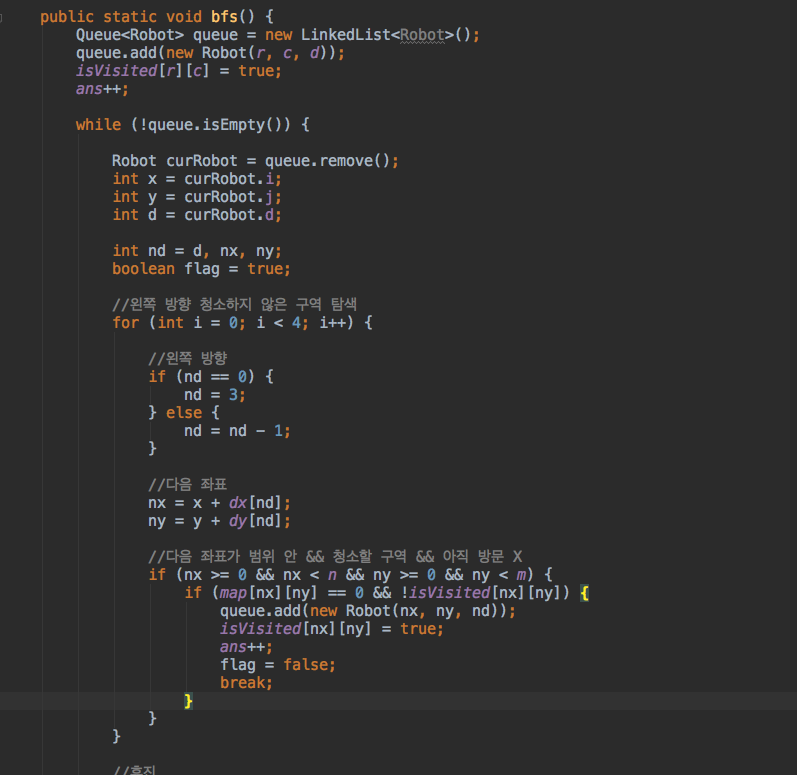 public static void bfs() {
Queue<Robot> queue = new LinkedList<Robot>();
queue.add(new Robot(r, c, d));
isVisited[r][c] = true;
ans++;
while (!queue.isEmpty()) {
Robot curRobot = queue.remove();
int x = curRobot.i;
int y = curRobot.j;
int d = curRobot.d;
int nd = d, nx, ny;
boolean flag = true;
//왼쪽 방향 청소하지 않은 구역 탐색
for (int i = 0; i < 4; i++) {
//왼쪽 방향
if (nd == 0) {
nd = 3;
} else {
nd = nd - 1;
}
//다음 좌표
nx = x + dx[nd];
ny = y + dy[nd];
//다음 좌표가 범위 안 && 청소할 구역 && 아직 방문 X
if (nx >= 0 && nx < n && ny >= 0 && ny < m) {
if (map[nx][ny] == 0 && !isVisited[nx][ny]) {
queue.add(new Robot(nx, ny, nd));
isVisited[nx][ny] = true;
ans++;
flag = false;
break;
}
}
}
//후진